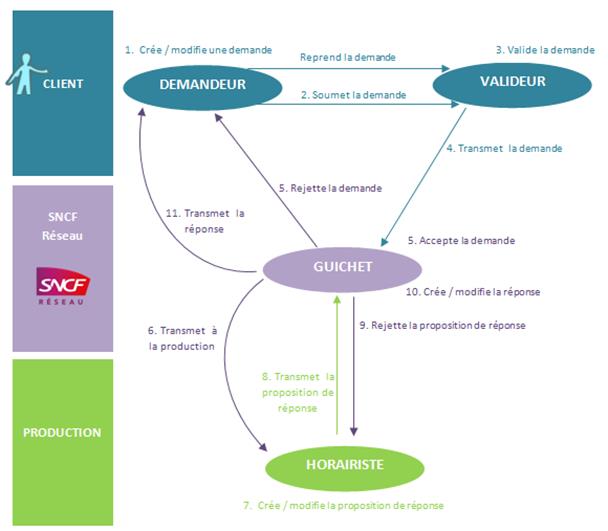 1. Crée / modifie une demande
3. Valide la demande
Reprend la demande
CLIENT
DEMANDEUR
VALIDEUR
2. Soumet la demande
4. Transmet la demande
5. Rejette la demande
SNCF
Réseau
11. Transmet la
réponse
5. Accepte la demande
GUICHET
SNCF
RÉSEAU
10. Crée / modifie la réponse
9. Rejette la proposition de réponse
6. Transmet à
la production
8. Transmet la
proposition de
réponse
PRODUCTION
HORAIRISTE
7. Crée / modifie la proposition de réponse